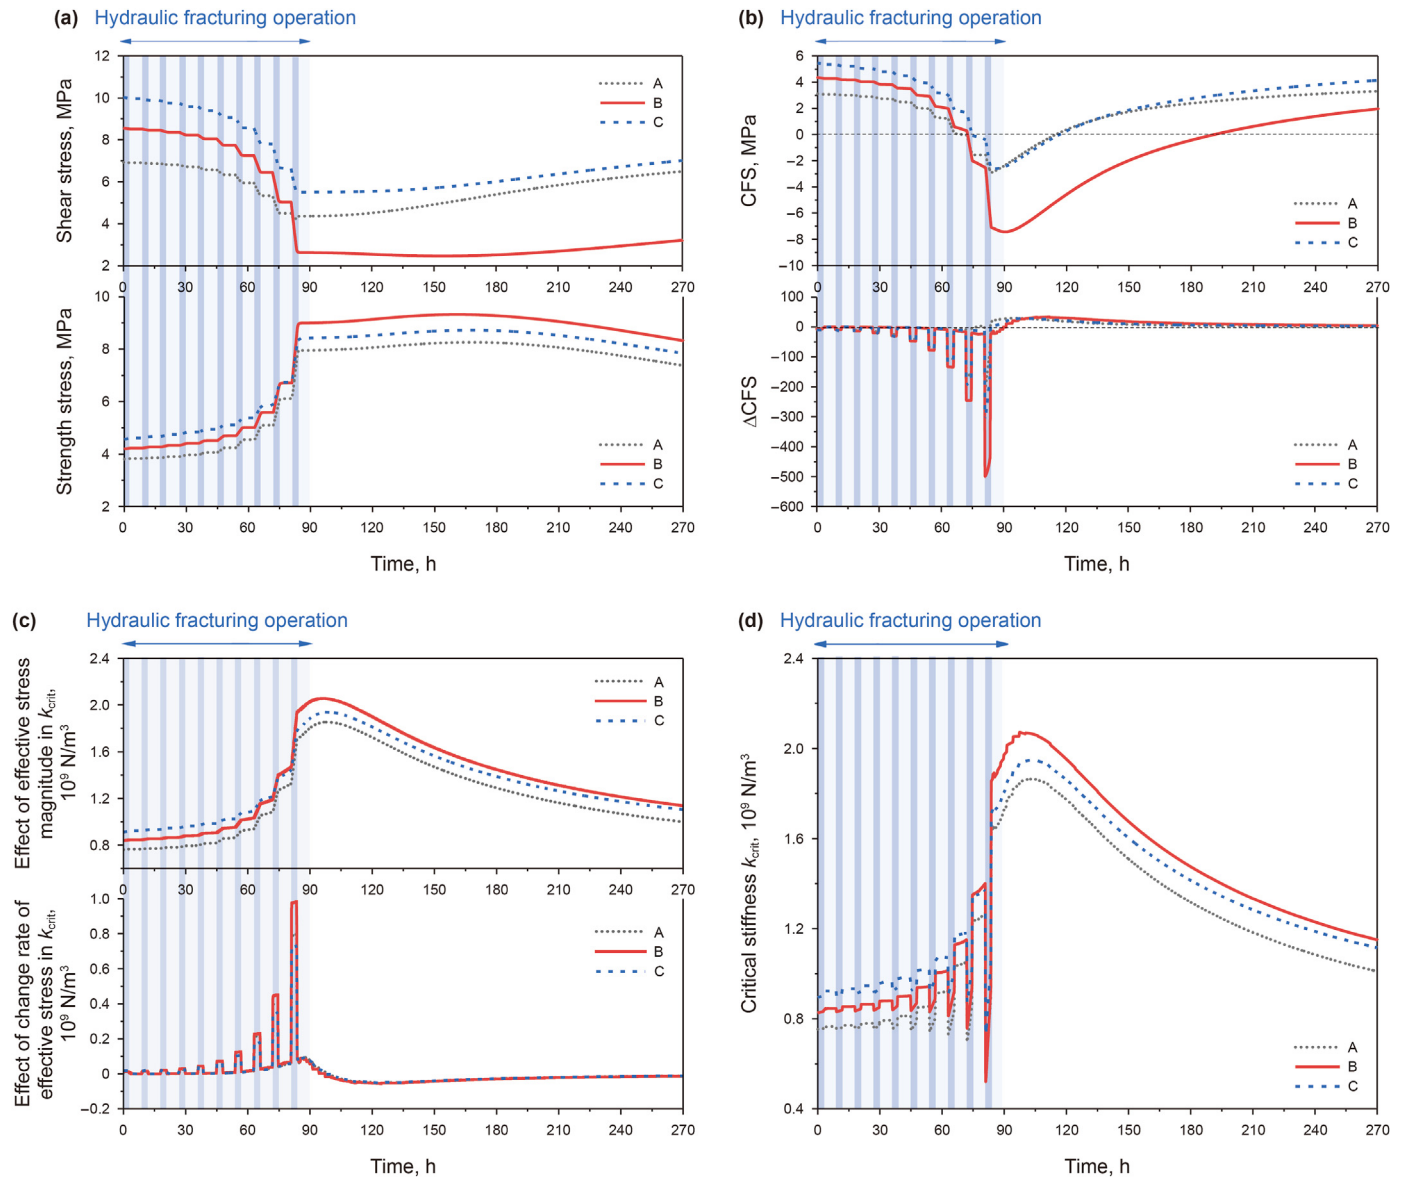 (a) Hydraulic fracturing operation
12
10
8
6
4
2
Shear stress, MPa
A
B
C
0 30 60 90 120 150 180 210 240 270
10
8
6
4
2
Strength stress, MPa
A
B
C
0 30 60 90 120 150 180 210 240 270
Time, h
(b) Hydraulic fracturing operation
6
4
2
0
−2
−4
−6
−8
−10
CFS, MPa
A
B
C
0 30 60 90 120 150 180 210 240 270
100
0
−100
−200
−300
−400
−500
−600
ΔCFS
A
B
C
0 30 60 90 120 150 180 210 240 270
Time, h
(c) Hydraulic fracturing operation
2.4
2.0
1.6
1.2
0.8
Effect of effective stress
magnitude in kcrit,
10⁹ N/m³
A
B
C
0 30 60 90 120 150 180 210 240 270
1.0
0.8
0.6
0.4
0.2
0
−0.2
Effect of change rate of
effective stress in kcrit,
10⁹ N/m³
A
B
C
0 30 60 90 120 150 180 210 240 270
Time, h
(d) Hydraulic fracturing operation
2.4
2.0
1.6
1.2
0.8
0.4
Critical stiffness kcrit, 10⁹ N/m³
A
B
C
0 30 60 90 120 150 180 210 240 270
Time, h